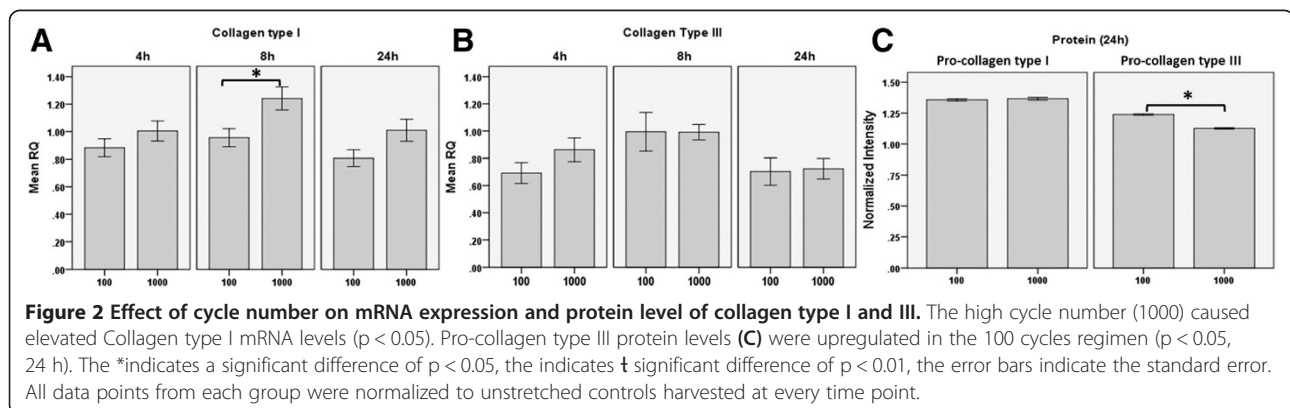 A
Collagen type I
4h 8h 24h
Mean RQ
1.40
1.20
1.00
.80
.60
.40
.20
.00
*
100 1000 100 1000 100 1000
B
Collagen Type III
4h 8h 24h
Mean RQ
1.40
1.20
1.00
.80
.60
.40
.20
.00
100 1000 100 1000 100 1000
C
Protein (24h)
Pro-collagen type I Pro-collagen type III
Normalized Intensity
1.50
1.25
1.00
.75
.50
.25
.00
*
100 1000 100 1000
Figure 2 Effect of cycle number on mRNA expression and protein level of collagen type I and III. The high cycle number (1000) caused
elevated Collagen type I mRNA levels (p < 0.05). Pro-collagen type III protein levels (C) were upregulated in the 100 cycles regimen (p < 0.05,
24 h). The *indicates a significant difference of p < 0.05, the indicates ƚ significant difference of p < 0.01, the error bars indicate the standard error.
All data points from each group were normalized to unstretched controls harvested at every time point.